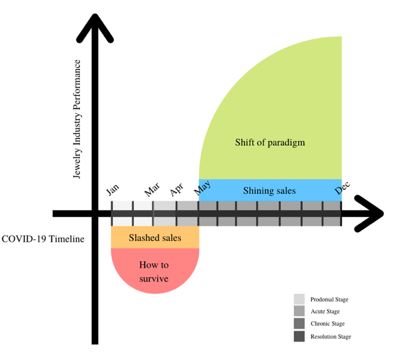 Jewelry Industry Performance
Shift of paradigm
Shining sales
Jan
Mar
Apr
May
Dec
COVID-19 Timeline
Slashed sales
How to
survive
Prodomal Stage
Acute Stage
Chronic Stage
Resolution Stage